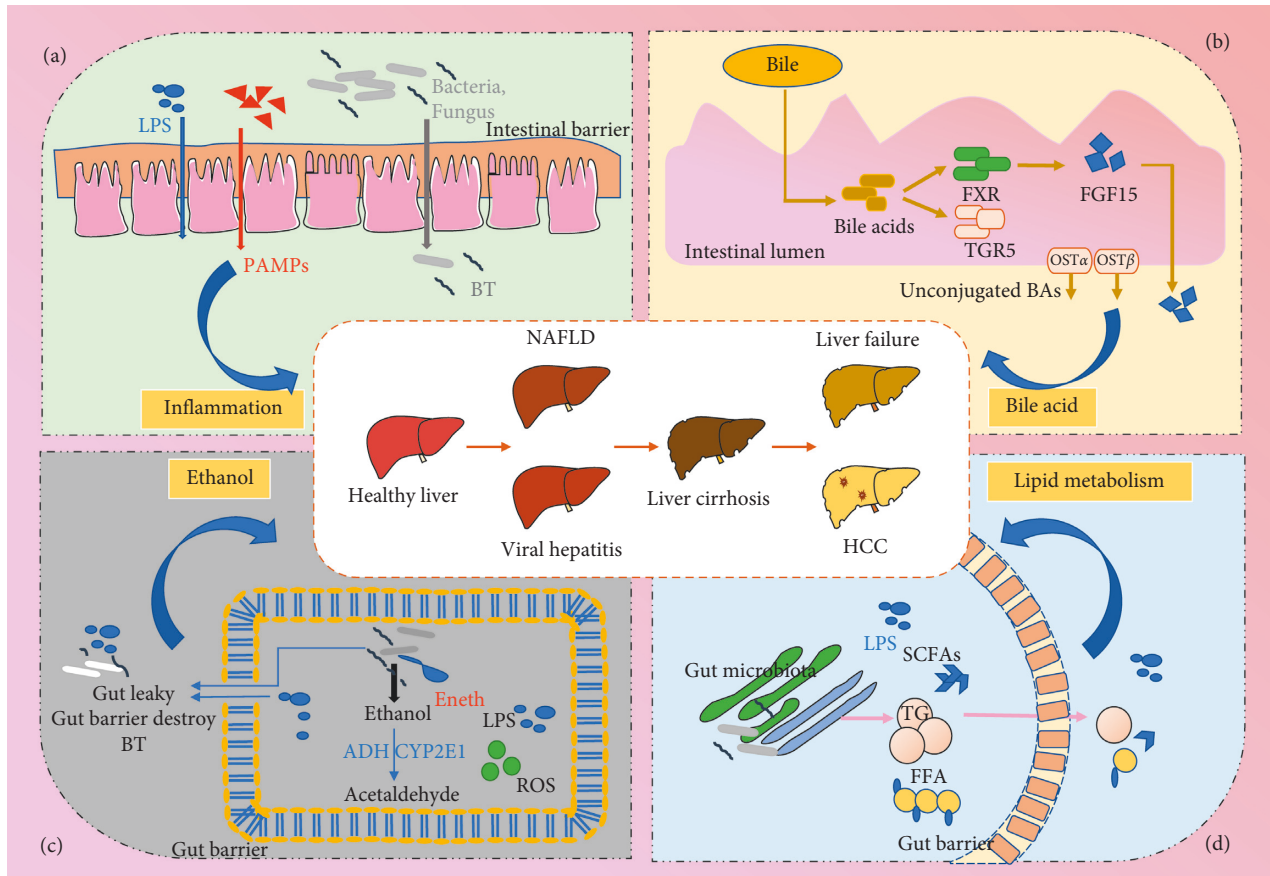 (a)
LPS
Bacteria,
Fungus
Intestinal barrier
PAMPs
BT
Inflammation
(b)
Bile
Bile acids
FXR
TGR5
FGF15
Intestinal lumen
OSTα
OSTβ
Unconjugated BAs
Bile acid
NAFLD
Liver failure
Healthy liver
Liver cirrhosis
Viral hepatitis
HCC
Ethanol
Gut leaky
Gut barrier destroy
BT
Eneth
Ethanol
LPS
ADH
CYP2E1
ROS
Acetaldehyde
Gut barrier
(c)
Lipid metabolism
LPS
SCFAs
Gut microbiota
TG
FFA
Gut barrier
(d)